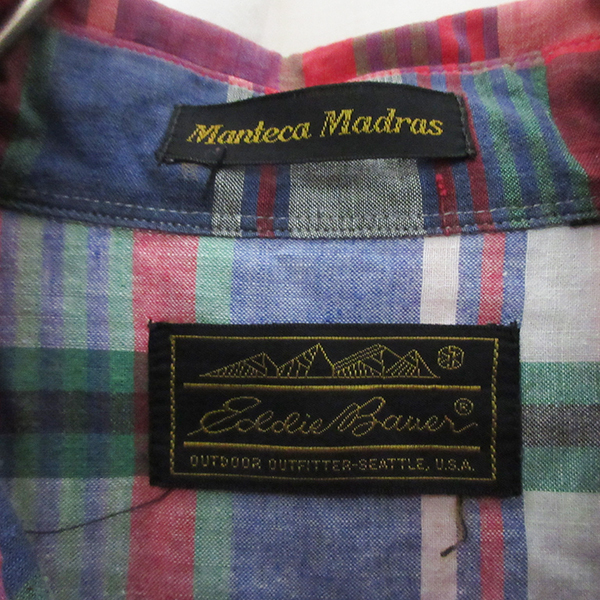 Manteca Madras
Eddie Bauer®
OUTDOOR OUTFITTER-SEATTLE, U.S.A.